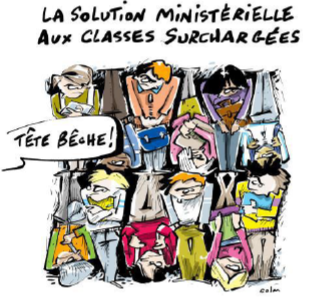 LA SOLUTION MINISTÉRIELLE
AUX CLASSES SURCHARGÉES
TÊTE BÊCHE!